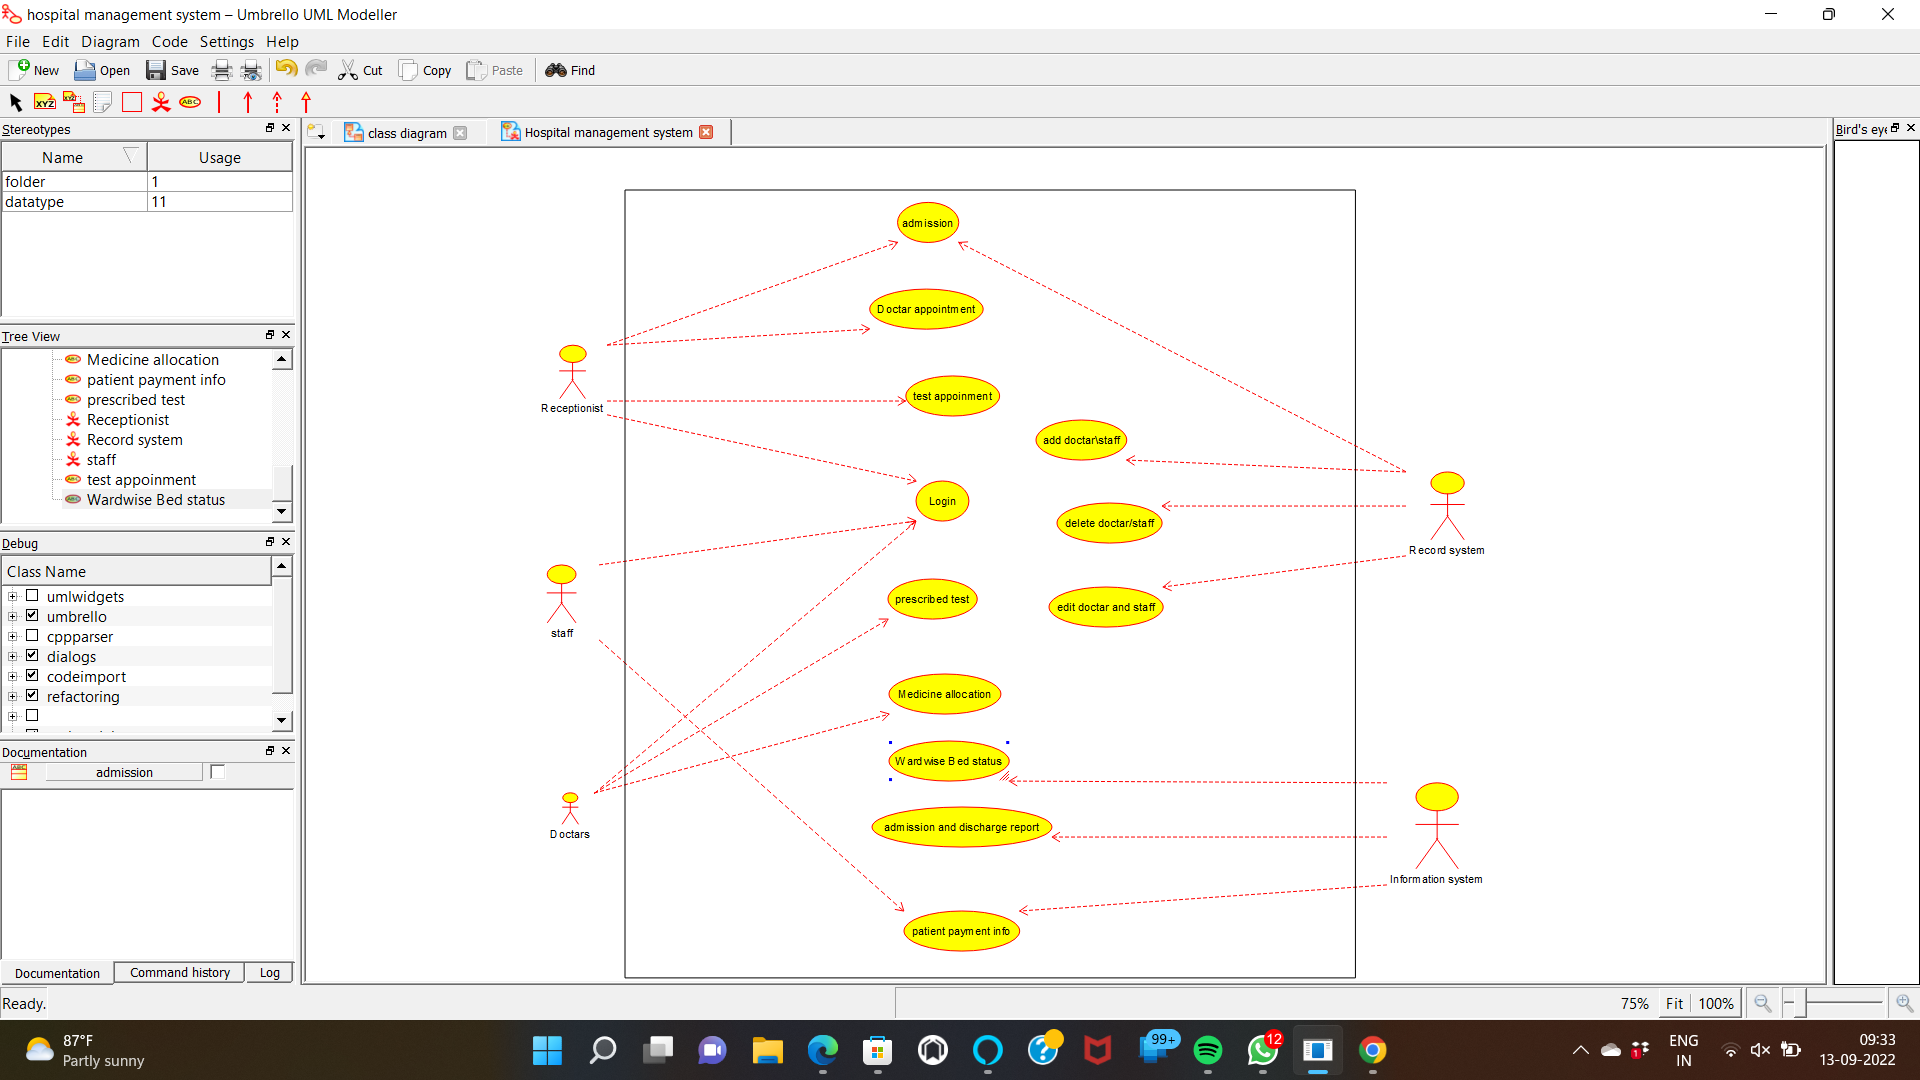 hospital management system – Umbrello UML Modeller
File Edit Diagram Code Settings Help
New Open Save Cut Copy Paste Find
XYZ XYZ ABC
Stereotypes
Name Usage
folder 1
datatype 11
Tree View
Medicine allocation
patient payment info
prescribed test
Receptionist
Record system
staff
test appoinment
Wardwise Bed status
Debug
Class Name
umlwidgets
umbrello
cppparser
dialogs
codeimport
refactoring
Documentation
admission
Documentation Command history Log
class diagram Hospital management system
admission
Doctar appointment
Receptionist
test appoinment
add doctar\staff
Login
delete doctar/staff
Record system
staff
prescribed test
edit doctar and staff
Medicine allocation
Wardwise Bed status
Doctars
admission and discharge report
Information system
patient payment info
Bird's eye
Ready.
75% Fit 100%
87°F
Partly sunny
99+
12
1
ENG
IN
09:33
13-09-2022